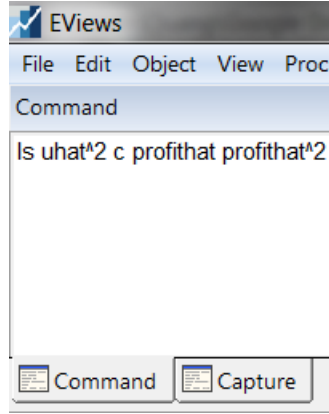 EViews
File Edit Object View Proc
Command
ls uhat^2 c profithat profithat^2
Command Capture